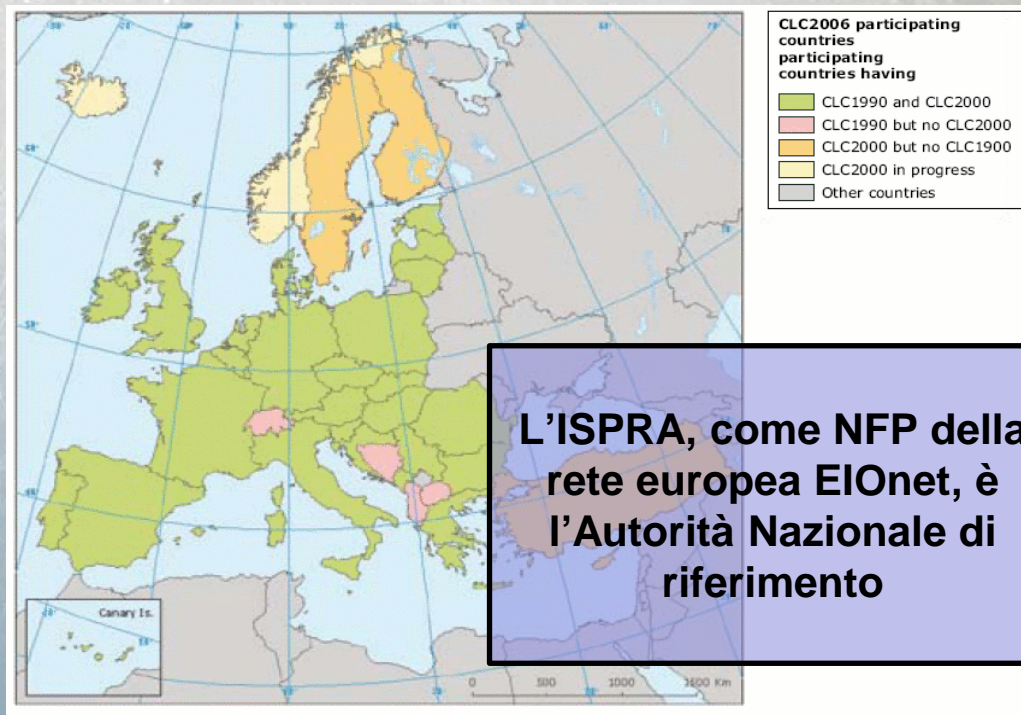 CLC2006 participating
countries
participating
countries having
CLC1990 and CLC2000
CLC1990 but no CLC2000
CLC2000 but no CLC1900
CLC2000 in progress
Other countries
L'ISPRA, come NFP della
rete europea EIOnet, è
l'Autorità Nazionale di
riferimento
Canary Is.
0 500 1000 1500 Km